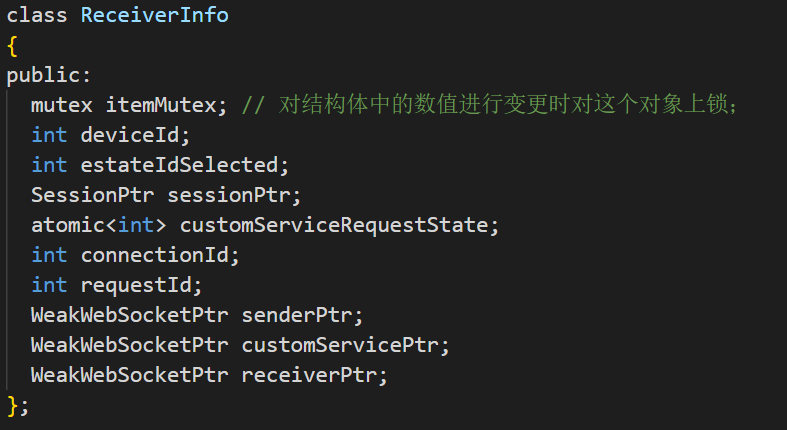 class ReceiverInfo
{
public:
  mutex itemMutex; // 对结构体中的数值进行变更时对这个对象上锁；
  int deviceId;
  int estateIdSelected;
  SessionPtr sessionPtr;
  atomic<int> customServiceRequestState;
  int connectionId;
  int requestId;
  WeakWebSocketPtr senderPtr;
  WeakWebSocketPtr customServicePtr;
  WeakWebSocketPtr receiverPtr;
};